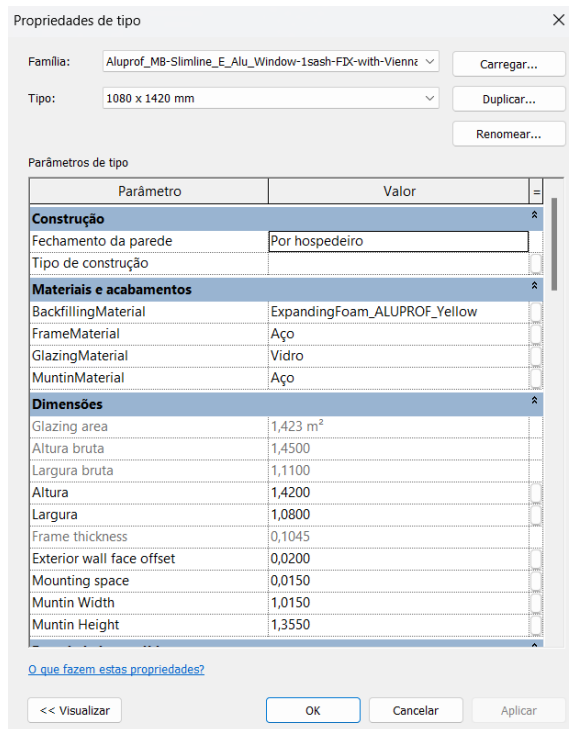 Propriedades de tipo
Família: Aluprof_MB-Slimline_E_Alu_Window-1sash-FIX-with-Vienna Carregar...
Tipo: 1080 x 1420 mm Duplicar...
Renomear...
Parâmetros de tipo
Parâmetro Valor =
Construção
Fechamento da parede Por hospedeiro
Tipo de construção
Materiais e acabamentos
BackfillingMaterial ExpandingFoam_ALUPROF_Yellow
FrameMaterial Aço
GlazingMaterial Vidro
MuntinMaterial Aço
Dimensões
Glazing area 1,423 m²
Altura bruta 1,4500
Largura bruta 1,1100
Altura 1,4200
Largura 1,0800
Frame thickness 0,1045
Exterior wall face offset 0,0200
Mounting space 0,0150
Muntin Width 1,0150
Muntin Height 1,3550
O que fazem estas propriedades?
<< Visualizar OK Cancelar Aplicar